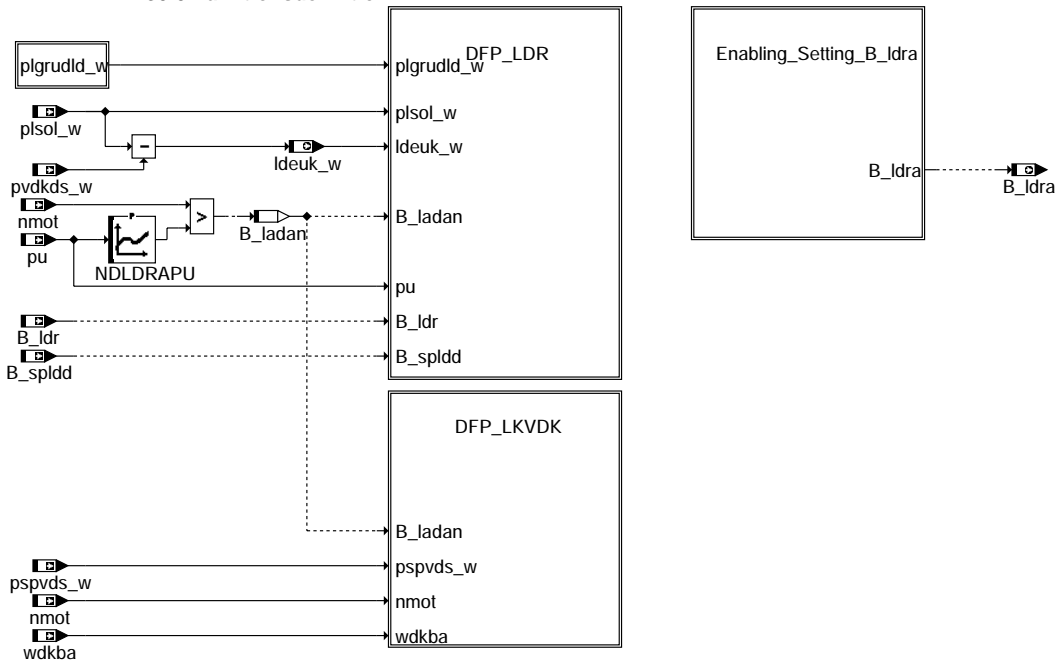 DFP_LDR
Enabling_Setting_B_ldra
plgrudld_w
plgrudld_w
plsol_w
plsol_w
ldeuk_w
ldeuk_w
pvdkds_w
B_ldra
B_ldra
nmot
B_ladan
B_ladan
pu
NDLDRAPU
pu
B_ldr
B_ldr
B_spldd
B_spldd
DFP_LKVDK
B_ladan
pspvds_w
pspvds_w
nmot
nmot
wdkba
wdkba